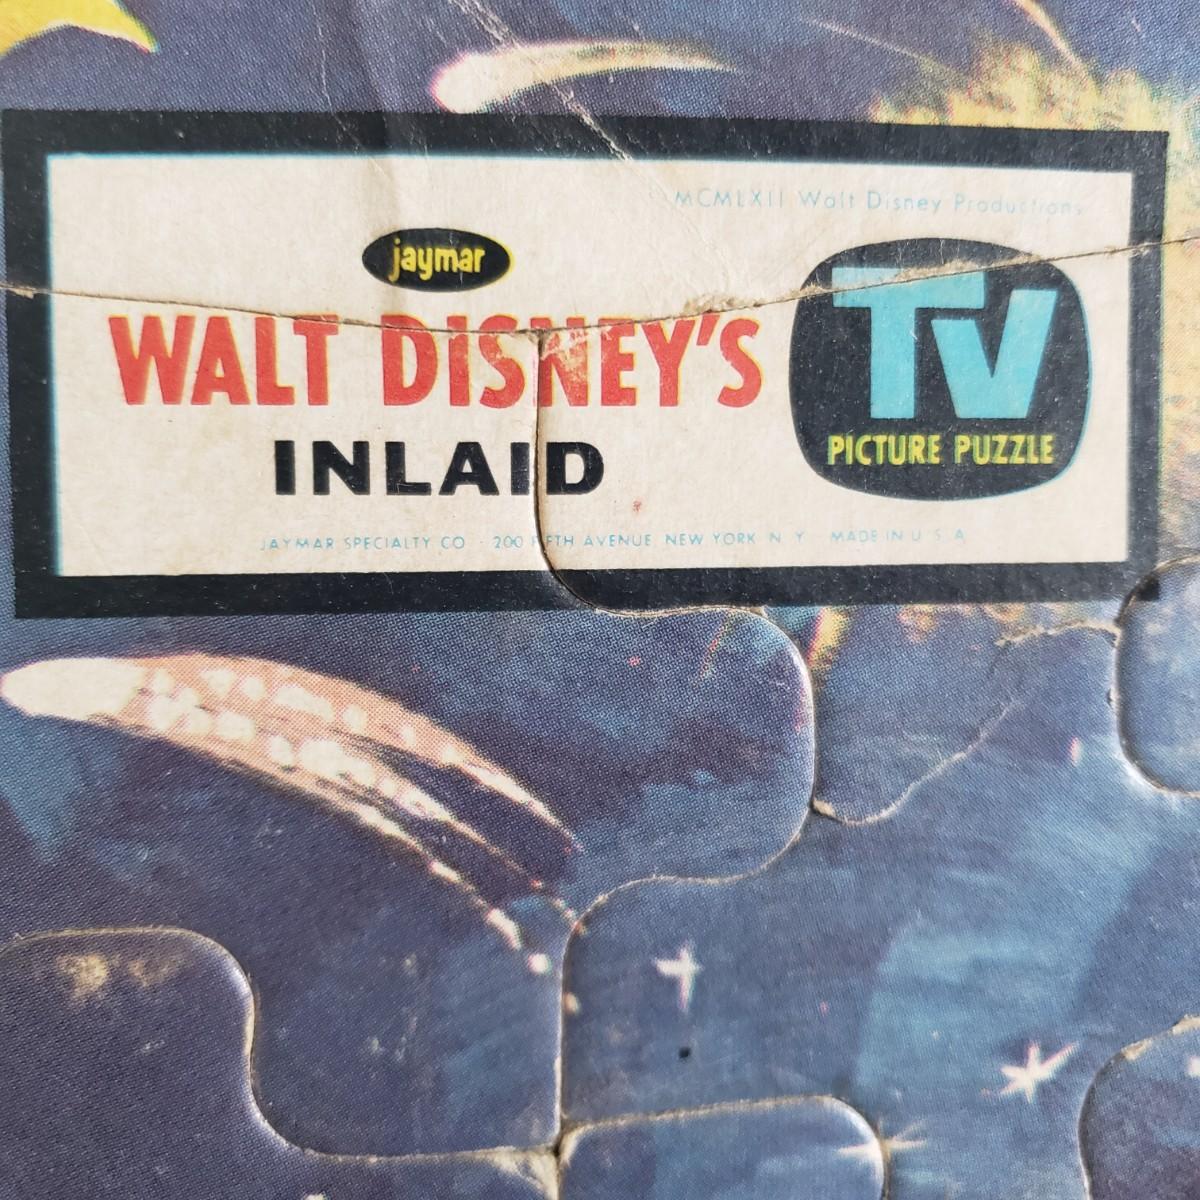 MCMLXII Walt Disney Productions
jaymar
WALT DISNEY'S
INLAID
TV
PICTURE PUZZLE
JAYMAR SPECIALTY CO · 200 FIFTH AVENUE, NEW YORK N Y MADE IN U.S.A